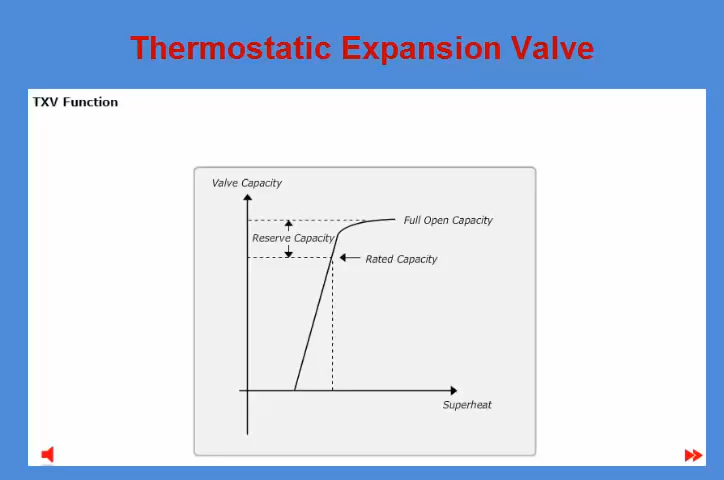 Thermostatic Expansion Valve
TXV Function
Valve Capacity
Full Open Capacity
Reserve Capacity
Rated Capacity
Superheat